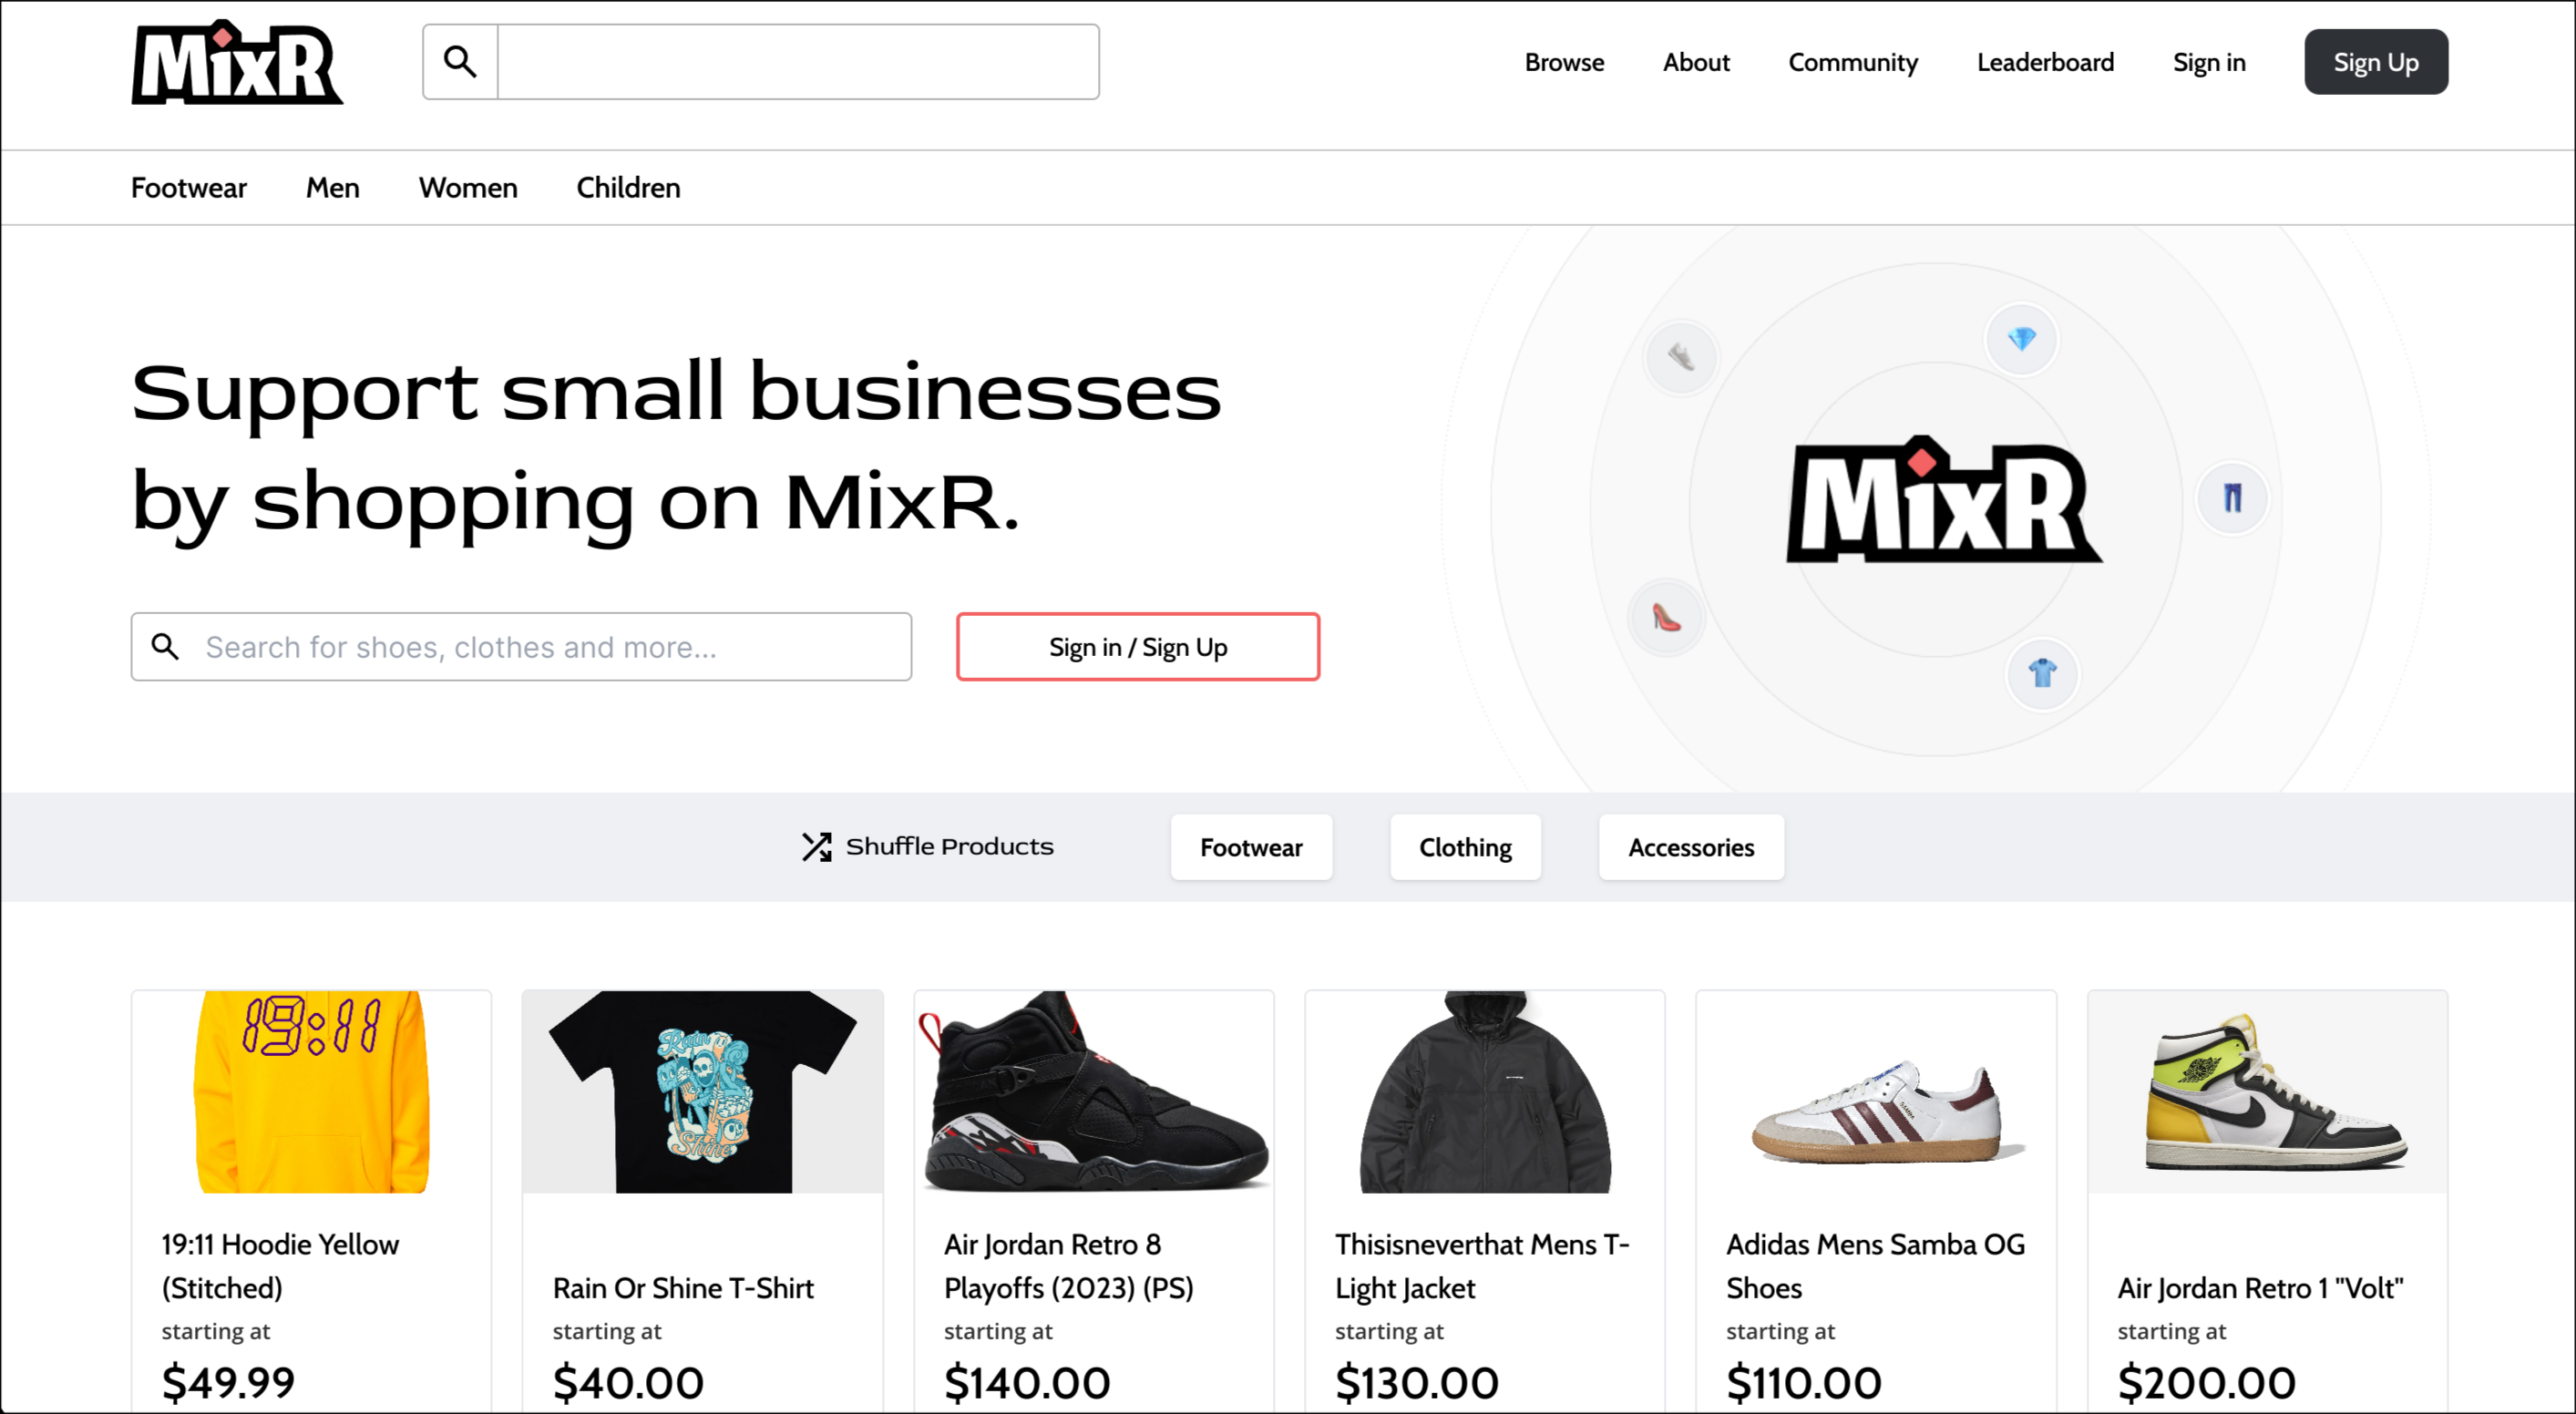 MixR
Browse About Community Leaderboard Sign in Sign Up
Footwear Men Women Children
Support small businesses
by shopping on MixR.
MixR
Search for shoes, clothes and more...
Sign in / Sign Up
Shuffle Products Footwear Clothing Accessories
19:11
Rain or
Shine
19:11 Hoodie Yellow
(Stitched)
starting at
$49.99
Rain Or Shine T-Shirt
starting at
$40.00
Air Jordan Retro 8
Playoffs (2023) (PS)
starting at
$140.00
Thisisneverthat Mens T-
Light Jacket
starting at
$130.00
Adidas Mens Samba OG
Shoes
starting at
$110.00
Air Jordan Retro 1 "Volt"
starting at
$200.00